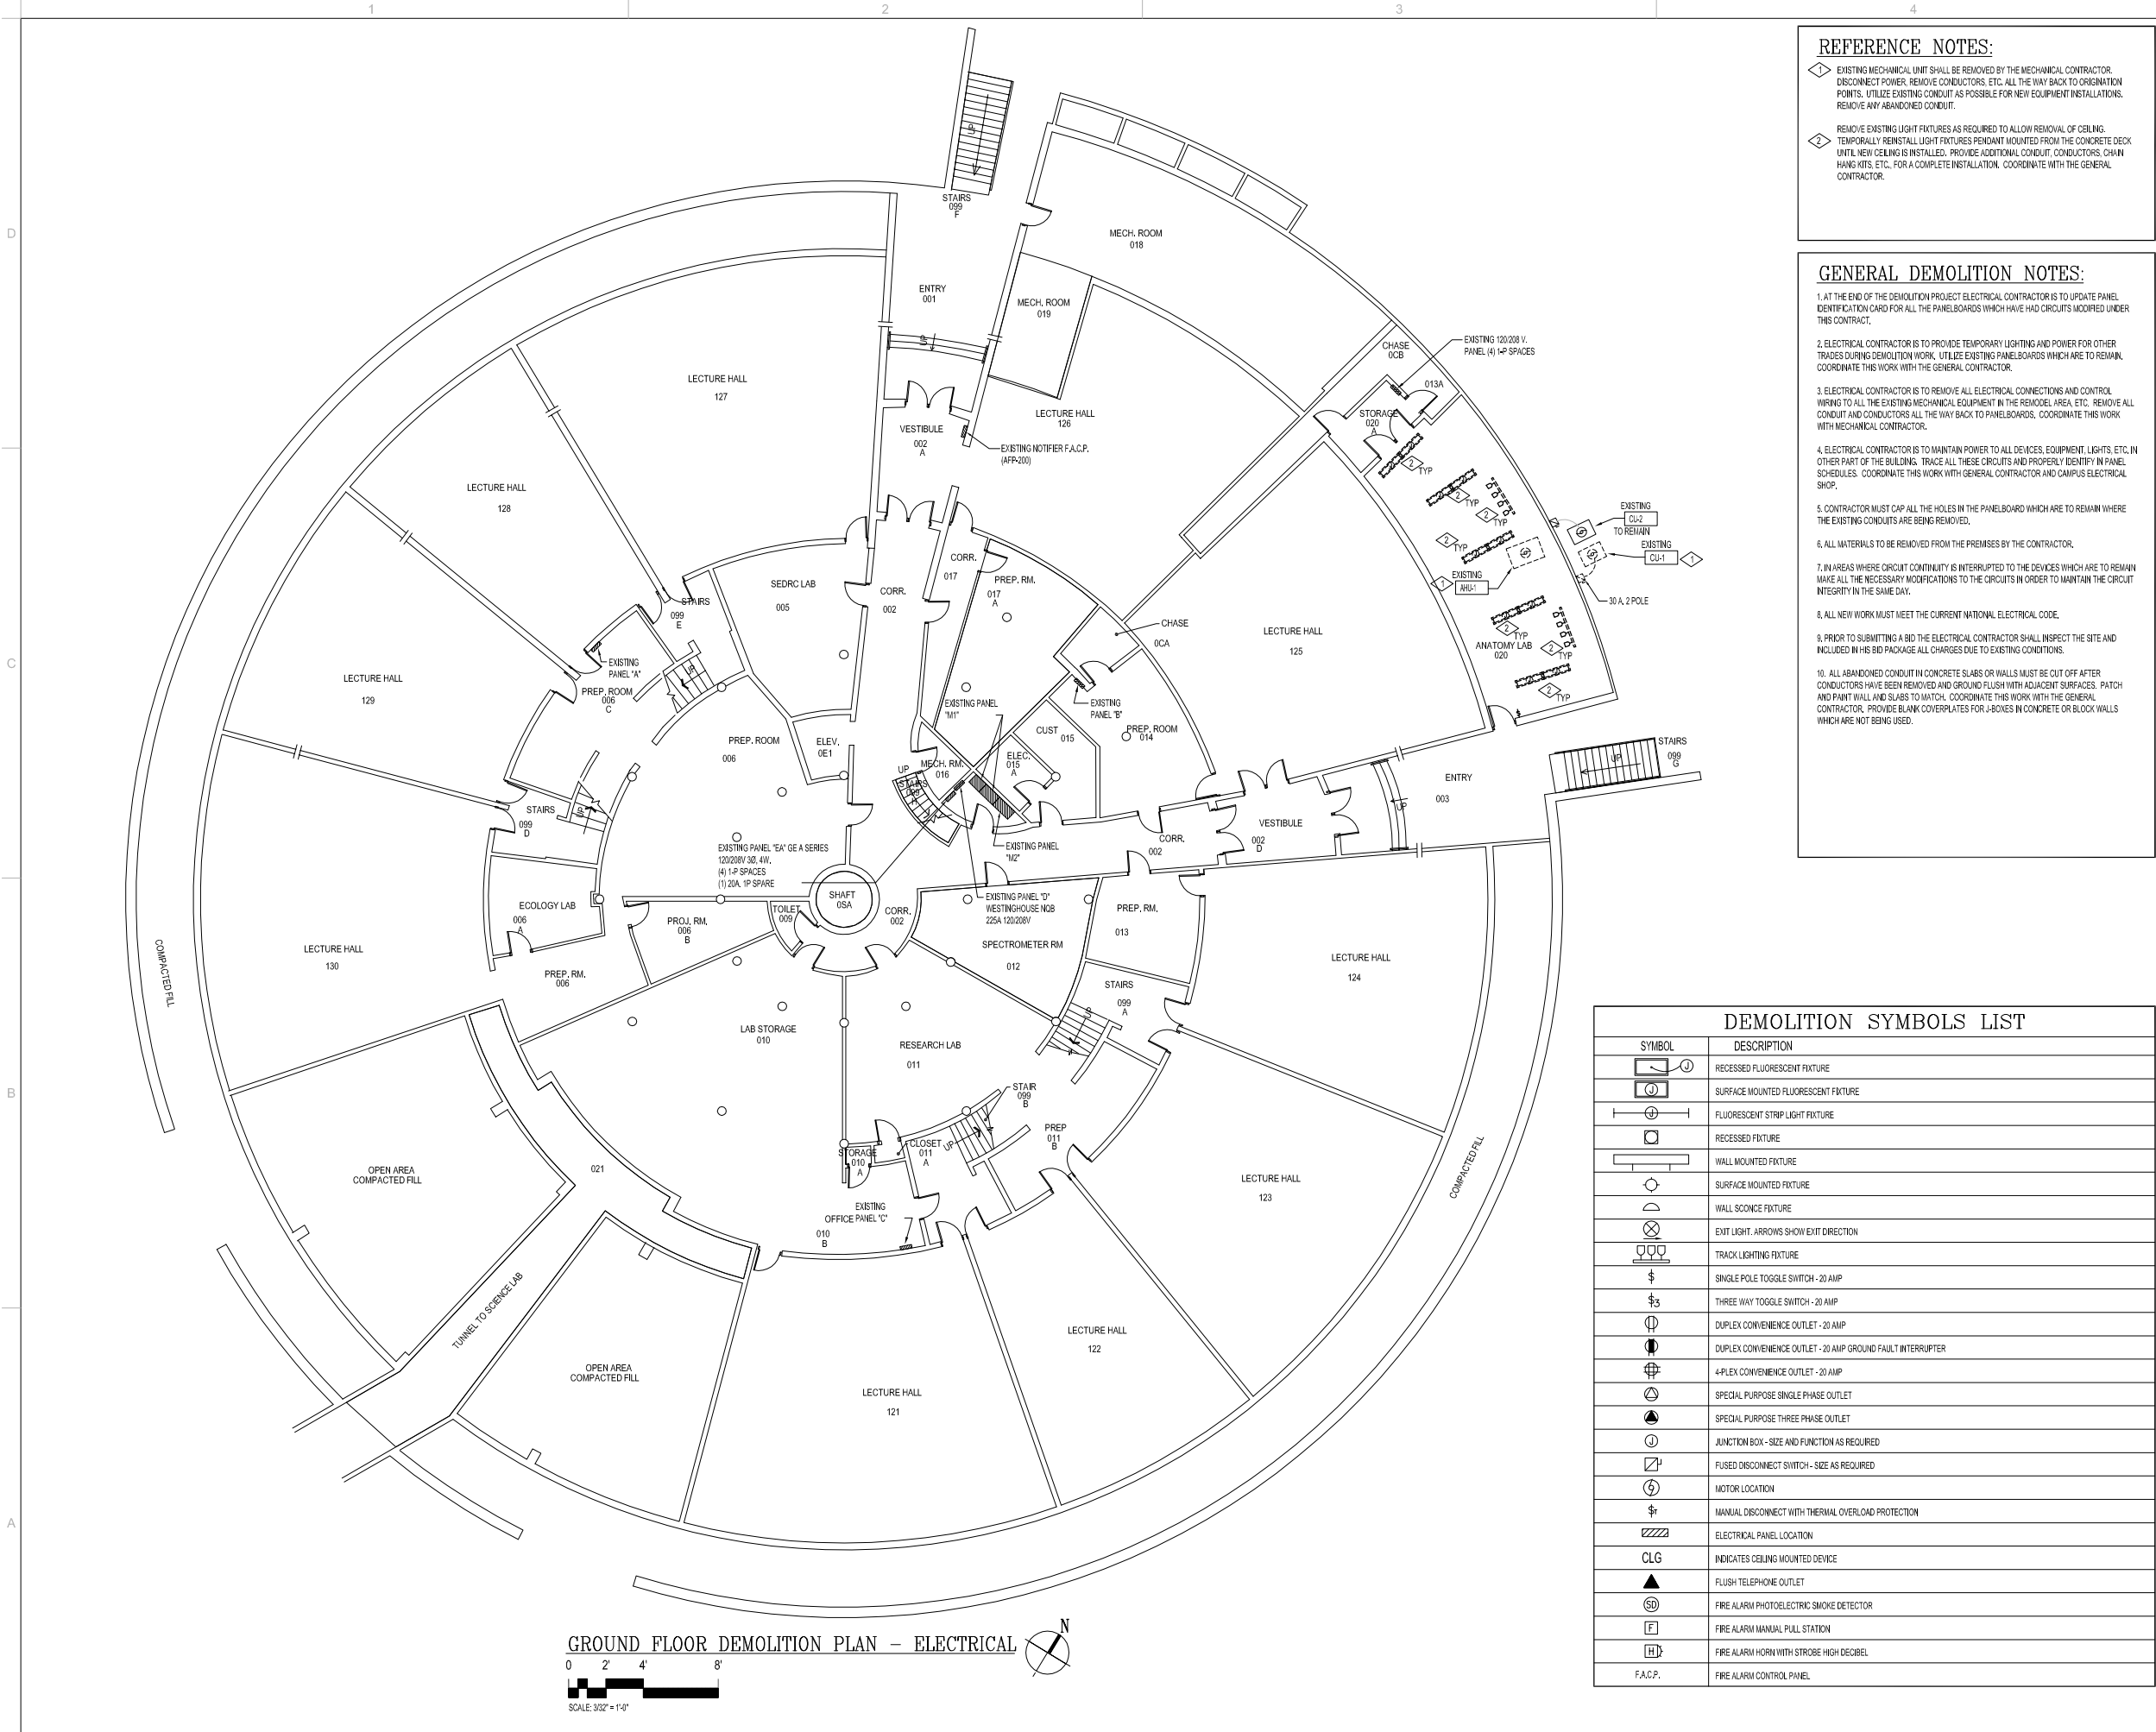 1
2
3
4
D
C
B
A
REFERENCE NOTES:
1
EXISTING MECHANICAL UNIT SHALL BE REMOVED BY THE MECHANICAL CONTRACTOR.
DISCONNECT POWER, REMOVE CONDUCTORS, ETC. ALL THE WAY BACK TO ORIGINATION
POINTS. UTILIZE EXISTING CONDUIT AS POSSIBLE FOR NEW EQUIPMENT INSTALLATIONS.
REMOVE ANY ABANDONED CONDUIT.
2
REMOVE EXISTING LIGHT FIXTURES AS REQUIRED TO ALLOW REMOVAL OF CEILING.
TEMPORALLY REINSTALL LIGHT FIXTURES PENDANT MOUNTED FROM THE CONCRETE DECK
UNTIL NEW CEILING IS INSTALLED. PROVIDE ADDITIONAL CONDUIT, CONDUCTORS, CHAIN
HANG KITS, ETC., FOR A COMPLETE INSTALLATION. COORDINATE WITH THE GENERAL
CONTRACTOR.
GENERAL DEMOLITION NOTES:
1. AT THE END OF THE DEMOLITION PROJECT ELECTRICAL CONTRACTOR IS TO UPDATE PANEL
IDENTIFICATION CARD FOR ALL THE PANELBOARDS WHICH HAVE HAD CIRCUITS MODIFIED UNDER
THIS CONTRACT.
2. ELECTRICAL CONTRACTOR IS TO PROVIDE TEMPORARY LIGHTING AND POWER FOR OTHER
TRADES DURING DEMOLITION WORK. UTILIZE EXISTING PANELBOARDS WHICH ARE TO REMAIN.
COORDINATE THIS WORK WITH THE GENERAL CONTRACTOR.
3. ELECTRICAL CONTRACTOR IS TO REMOVE ALL ELECTRICAL CONNECTIONS AND CONTROL
WIRING TO ALL THE EXISTING MECHANICAL EQUIPMENT IN THE REMODEL AREA, ETC. REMOVE ALL
CONDUIT AND CONDUCTORS ALL THE WAY BACK TO PANELBOARDS. COORDINATE THIS WORK
WITH MECHANICAL CONTRACTOR.
4. ELECTRICAL CONTRACTOR IS TO MAINTAIN POWER TO ALL DEVICES, EQUIPMENT, LIGHTS, ETC. IN
OTHER PART OF THE BUILDING. TRACE ALL THESE CIRCUITS AND PROPERLY IDENTIFY IN PANEL
SCHEDULES. COORDINATE THIS WORK WITH GENERAL CONTRACTOR AND CAMPUS ELECTRICAL
SHOP.
5. CONTRACTOR MUST CAP ALL THE HOLES IN THE PANELBOARD WHICH ARE TO REMAIN WHERE
THE EXISTING CONDUITS ARE BEING REMOVED.
6. ALL MATERIALS TO BE REMOVED FROM THE PREMISES BY THE CONTRACTOR.
7. IN AREAS WHERE CIRCUIT CONTINUITY IS INTERRUPTED TO THE DEVICES WHICH ARE TO REMAIN
MAKE ALL THE NECESSARY MODIFICATIONS TO THE CIRCUITS IN ORDER TO MAINTAIN THE CIRCUIT
INTEGRITY IN THE SAME DAY.
8. ALL NEW WORK MUST MEET THE CURRENT NATIONAL ELECTRICAL CODE.
9. PRIOR TO SUBMITTING A BID THE ELECTRICAL CONTRACTOR SHALL INSPECT THE SITE AND
INCLUDED IN HIS BID PACKAGE ALL CHARGES DUE TO EXISTING CONDITIONS.
10. ALL ABANDONED CONDUIT IN CONCRETE SLABS OR WALLS MUST BE CUT OFF AFTER
CONDUCTORS HAVE BEEN REMOVED AND GROUND FLUSH WITH ADJACENT SURFACES. PATCH
AND PAINT WALL AND SLABS TO MATCH. COORDINATE THIS WORK WITH THE GENERAL
CONTRACTOR. PROVIDE BLANK COVERPLATES FOR J-BOXES IN CONCRETE OR BLOCK WALLS
WHICH ARE NOT BEING USED.
UP
STAIRS
099
F
MECH. ROOM
018
ENTRY
001
UP
MECH. ROOM
019
CHASE
0CB
EXISTING 120/208 V.
PANEL (4) 1-P SPACES
013A
STORAGE
020
A
LECTURE HALL
127
LECTURE HALL
126
VESTIBULE
002
A
EXISTING NOTIFIER F.A.C.P.
(AFP-200)
LECTURE HALL
128
2
TYP
2
TYP
2
TYP
2
TYP
EXISTING
CU-2
TO REMAIN
EXISTING
CU-1
1
1
EXISTING
AHU-1
30 A, 2 POLE
2
TYP
ANATOMY LAB
020
2
TYP
2
TYP
$
CORR.
017
PREP. RM.
017
A
SEDRC LAB
005
CORR.
002
STAIRS
099
E
UP
CHASE
0CA
LECTURE HALL
125
EXISTING
PANEL "A"
PREP. ROOM
006
C
LECTURE HALL
129
EXISTING PANEL
"M1"
EXISTING
PANEL "B"
CUST
015
PREP. ROOM
014
PREP. ROOM
006
ELEV.
0E1
UP
MECH. RM.
016
ELEC.
015
A
STAIRS
099
H
STAIRS
099
G
UP
ENTRY
003
UP
STAIRS
099
D
UP
VESTIBULE
002
D
CORR.
002
EXISTING PANEL "EA" GE A SERIES
120/208V 3Ø, 4W,
(4) 1-P SPACES
(1) 20A, 1P SPARE
EXISTING PANEL
"M2"
SHAFT
0SA
EXISTING PANEL "D"
WESTINGHOUSE NQB
225A 120/208V
ECOLOGY LAB
006
A
PROJ. RM.
006
B
TOILET
009
CORR.
002
PREP. RM.
013
SPECTROMETER RM
012
LECTURE HALL
130
PREP. RM.
006
COMPACTED FILL
LECTURE HALL
124
STAIRS
099
A
UP
LAB STORAGE
010
RESEARCH LAB
011
STAIR
099
B
UP
PREP
011
B
CLOSET
011
A
STORAGE
010
A
OPEN AREA
COMPACTED FILL
021
LECTURE HALL
123
COMPACTED FILL
EXISTING
PANEL "C"
OFFICE
010
B
TUNNEL TO SCIENCE LAB
LECTURE HALL
122
OPEN AREA
COMPACTED FILL
LECTURE HALL
121
DEMOLITION SYMBOLS LIST
SYMBOL DESCRIPTION
J RECESSED FLUORESCENT FIXTURE
J SURFACE MOUNTED FLUORESCENT FIXTURE
J FLUORESCENT STRIP LIGHT FIXTURE
RECESSED FIXTURE
WALL MOUNTED FIXTURE
SURFACE MOUNTED FIXTURE
WALL SCONCE FIXTURE
EXIT LIGHT. ARROWS SHOW EXIT DIRECTION
TRACK LIGHTING FIXTURE
$ SINGLE POLE TOGGLE SWITCH - 20 AMP
$3 THREE WAY TOGGLE SWITCH - 20 AMP
DUPLEX CONVENIENCE OUTLET - 20 AMP
DUPLEX CONVENIENCE OUTLET - 20 AMP GROUND FAULT INTERRUPTER
4-PLEX CONVENIENCE OUTLET - 20 AMP
SPECIAL PURPOSE SINGLE PHASE OUTLET
SPECIAL PURPOSE THREE PHASE OUTLET
J JUNCTION BOX - SIZE AND FUNCTION AS REQUIRED
FUSED DISCONNECT SWITCH - SIZE AS REQUIRED
MOTOR LOCATION
$T MANUAL DISCONNECT WITH THERMAL OVERLOAD PROTECTION
ELECTRICAL PANEL LOCATION
CLG INDICATES CEILING MOUNTED DEVICE
FLUSH TELEPHONE OUTLET
SD FIRE ALARM PHOTOELECTRIC SMOKE DETECTOR
F FIRE ALARM MANUAL PULL STATION
H FIRE ALARM HORN WITH STROBE HIGH DECIBEL
F.A.C.P. FIRE ALARM CONTROL PANEL
GROUND FLOOR DEMOLITION PLAN - ELECTRICAL
N
0 2' 4' 8'
SCALE: 3/32" = 1'-0"